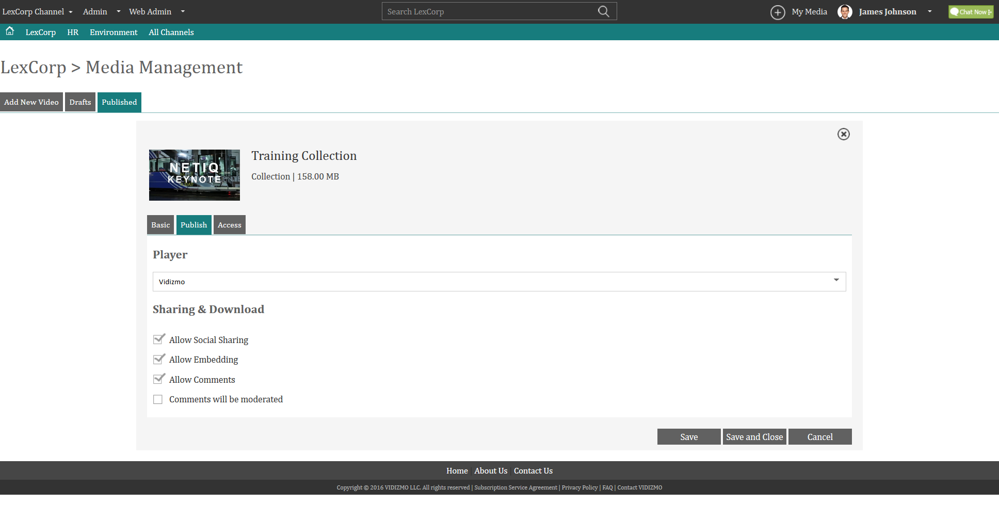 LexCorp Channel Admin Web Admin Search LexCorp My Media James Johnson Chat Now
LexCorp HR Environment All Channels
LexCorp > Media Management
Add New Video Drafts Published
Training Collection
Collection | 158.00 MB
NETIQ
KEYNOTE
Basic Publish Access
Player
Vidizmo
Sharing & Download
Allow Social Sharing
Allow Embedding
Allow Comments
Comments will be moderated
Save Save and Close Cancel
Home | About Us | Contact Us
Copyright © 2016 VIDIZMO LLC. All rights reserved | Subscription Service Agreement | Privacy Policy | FAQ | Contact VIDIZMO